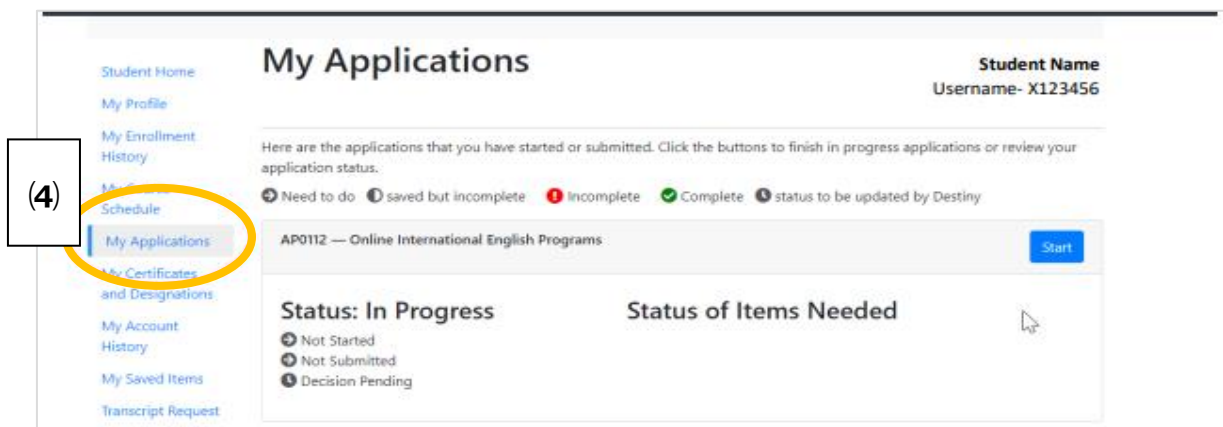 My Applications
Student Name
Username- X123456
Student Home
My Profile
My Enrollment
History
Schedule
My Applications
My Certificates
and Designations
My Account
History
My Saved Items
Transcript Request
(4)
Here are the applications that you have started or submitted. Click the buttons to finish in progress applications or review your
application status.
Need to do saved but incomplete Incomplete Complete status to be updated by Destiny
AP0112 — Online International English Programs
Start
Status: In Progress
Status of Items Needed
Not Started
Not Submitted
Decision Pending